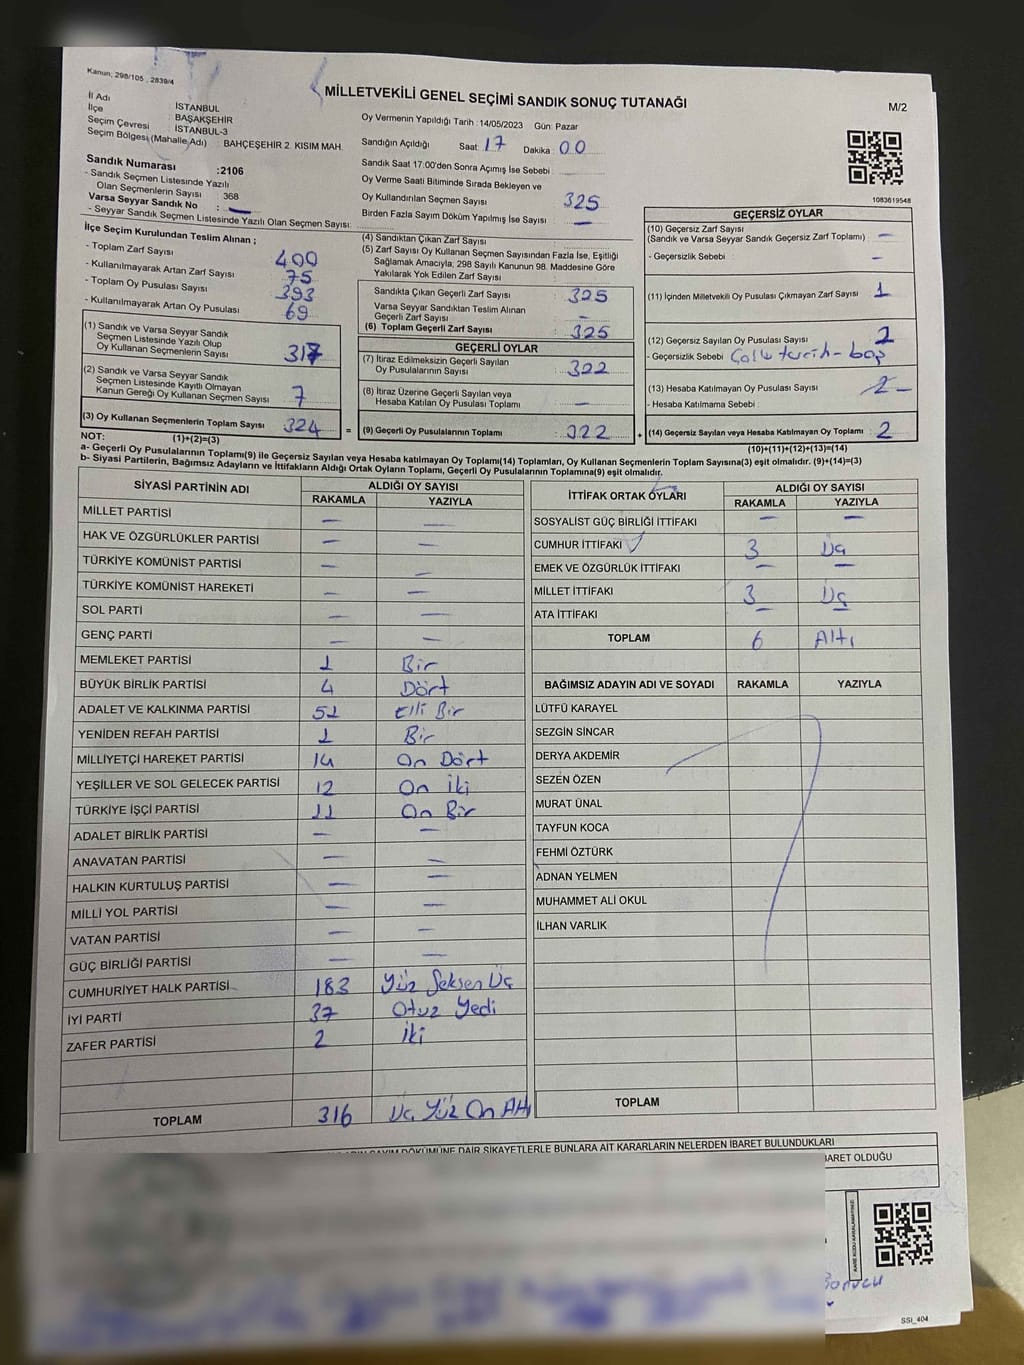 Kanun; 298/105 , 2839/4
MİLLETVEKİLİ GENEL SEÇİMİ SANDIK SONUÇ TUTANAĞI
M/2
İl Adı : İSTANBUL
İlçe : BAŞAKŞEHİR
Seçim Çevresi : İSTANBUL-3
Seçim Bölgesi (Mahalle Adı) : BAHÇEŞEHİR 2. KISIM MAH.
Sandık Numarası :2106
- Sandık Seçmen Listesinde Yazılı
Olan Seçmenlerin Sayısı : 368
Varsa Seyyar Sandık No : —
- Seyyar Sandık Seçmen Listesinde Yazılı Olan Seçmen Sayısı:
Oy Vermenin Yapıldığı Tarih : 14/05/2023 Gün: Pazar
Sandığın Açıldığı Saat : 17 Dakika : 00
Sandık Saat 17:00'den Sonra Açımış İse Sebebi :
Oy Verme Saati Bitiminde Sırada Bekleyen ve
Oy Kullandırılan Seçmen Sayısı 325
Birden Fazla Sayım Döküm Yapılmış İse Sayısı —
1083619548
İlçe Seçim Kurulundan Teslim Alınan ;
- Toplam Zarf Sayısı 400
- Kullanılmayarak Artan Zarf Sayısı 75
- Toplam Oy Pusulası Sayısı 393
- Kullanılmayarak Artan Oy Pusulası 69
(1) Sandık ve Varsa Seyyar Sandık
Seçmen Listesinde Yazılı Olup
Oy Kullanan Seçmenlerin Sayısı 317
(2) Sandık ve Varsa Seyyar Sandık
Seçmen Listesinde Kayıtlı Olmayan
Kanun Gereği Oy Kullanan Seçmen Sayısı 7
(3) Oy Kullanan Seçmenlerin Toplam Sayısı 324 =
(1)+(2)=(3)
(4) Sandıktan Çıkan Zarf Sayısı
(5) Zarf Sayısı Oy Kullanan Seçmen Sayısından Fazla İse, Eşitliği
Sağlamak Amacıyla, 298 Sayılı Kanunun 98. Maddesine Göre
Yakılarak Yok Edilen Zarf Sayısı :
Sandıkta Çıkan Geçerli Zarf Sayısı : 325
Varsa Seyyar Sandıktan Teslim Alınan
Geçerli Zarf Sayısı : —
(6) Toplam Geçerli Zarf Sayısı : 325
GEÇERLİ OYLAR
(7) İtiraz Edilmeksizin Geçerli Sayılan
Oy Pusulalarının Sayısı : 322
(8) İtiraz Üzerine Geçerli Sayılan veya
Hesaba Katılan Oy Pusulası Toplamı : —
(9) Geçerli Oy Pusulalarının Toplamı : 322 +
GEÇERSİZ OYLAR
(10) Geçersiz Zarf Sayısı
(Sandık ve Varsa Seyyar Sandık Geçersiz Zarf Toplamı) : —
- Geçersizlik Sebebi : —
(11) İçinden Milletvekili Oy Pusulası Çıkmayan Zarf Sayısı : 1
(12) Geçersiz Sayılan Oy Pusulası Sayısı :
- Geçersizlik Sebebi
(13) Hesaba Katılmayan Oy Pusulası Sayısı :
- Hesaba Katılmama Sebebi :
(14) Geçersiz Sayılan veya Hesaba Katılmayan Oy Toplamı : 2
(10)+(11)+(12)+(13)=(14)
NOT:
a- Geçerli Oy Pusulalarının Toplamı(9) ile Geçersiz Sayılan veya Hesaba Katılmayan Oy Toplamı(14) Toplamları, Oy Kullanan Seçmenlerin Toplam Sayısına(3) eşit olmalıdır. (9)+(14)=(3)
b- Siyasi Partilerin, Bağımsız Adayların ve İttifakların Aldığı Ortak Oyların Toplamı, Geçerli Oy Pusulalarının Toplamına(9) eşit olmalıdır.
SİYASİ PARTİNİN ADI ALDIĞI OY SAYISI
RAKAMLA YAZIYLA
MİLLET PARTİSİ — —
HAK VE ÖZGÜRLÜKLER PARTİSİ — —
TÜRKİYE KOMÜNİST PARTİSİ — —
TÜRKİYE KOMÜNİST HAREKETİ — —
SOL PARTİ — —
GENÇ PARTİ — —
MEMLEKET PARTİSİ 1 Bir
BÜYÜK BİRLİK PARTİSİ 4 Dört
ADALET VE KALKINMA PARTİSİ 51 Elli Bir
YENİDEN REFAH PARTİSİ 1 Bir
MİLLİYETÇİ HAREKET PARTİSİ 14 On Dört
YEŞİLLER VE SOL GELECEK PARTİSİ 12 On İki
TÜRKİYE İŞÇİ PARTİSİ 11 On Bir
ADALET BİRLİK PARTİSİ — —
ANAVATAN PARTİSİ — —
HALKIN KURTULUŞ PARTİSİ — —
MİLLİ YOL PARTİSİ — —
VATAN PARTİSİ — —
GÜÇ BİRLİĞİ PARTİSİ — —
CUMHURİYET HALK PARTİSİ 183 Yüz Seksen Üç
İYİ PARTİ 37 Otuz Yedi
ZAFER PARTİSİ 2 İki
TOPLAM 316 Üç Yüz On Altı
İTTİFAK ORTAK OYLARI ALDIĞI OY SAYISI
RAKAMLA YAZIYLA
SOSYALİST GÜÇ BİRLİĞİ İTTİFAKI — —
CUMHUR İTTİFAKI 3 Üç
EMEK VE ÖZGÜRLÜK İTTİFAKI — —
MİLLET İTTİFAKI 3 Üç
ATA İTTİFAKI — —
TOPLAM 6 Altı
BAĞIMSIZ ADAYIN ADI VE SOYADI RAKAMLA YAZIYLA
LÜTFÜ KARAYEL
SEZGİN SİNCAR
DERYA AKDEMİR
SEZEN ÖZEN
MURAT ÜNAL
TAYFUN KOCA
FEHMİ ÖZTÜRK
ADNAN YELMEN
MUHAMMET ALİ OKUL
İLHAN VARLIK
TOPLAM
DÖKÜMÜNE DAİR ŞİKAYETLERLE BUNLARA AİT KARARLARIN NELERDEN İBARET BULUNDUKLARI
OLDUĞU
SSİ_404